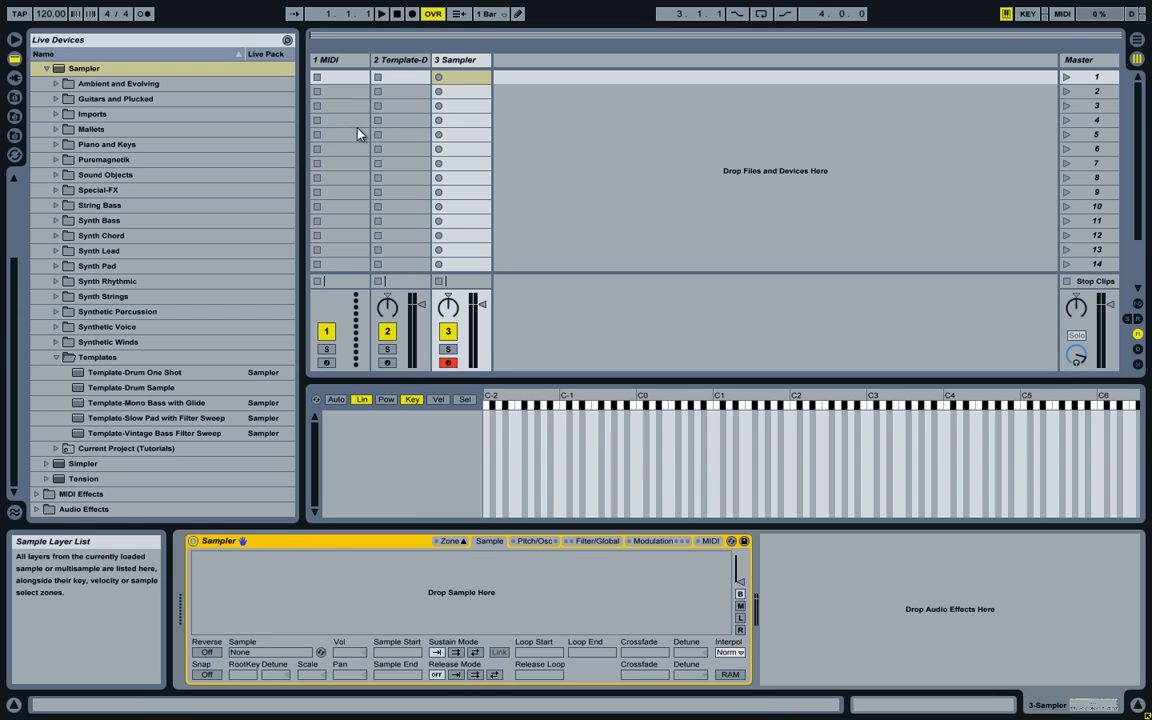 TAP 120.00 4 / 4 1. 1. 1 OVR 1 Bar 3. 1. 1 4. 0. 0 KEY MIDI 0 % D
Live Devices
Name Live Pack
Sampler
Ambient and Evolving
Guitars and Plucked
Imports
Mallets
Piano and Keys
Puremagnetik
Sound Objects
Special-FX
String Bass
Synth Bass
Synth Chord
Synth Lead
Synth Pad
Synth Rhythmic
Synth Strings
Synthetic Percussion
Synthetic Voice
Synthetic Winds
Templates
Template-Drum One Shot Sampler
Template-Drum Sample
Template-Mono Bass with Glide Sampler
Template-Slow Pad with Filter Sweep Sampler
Template-Vintage Bass Filter Sweep Sampler
Current Project (Tutorials)
Simpler
Tension
MIDI Effects
Audio Effects
1 MIDI 2 Template-D 3 Sampler Master
1
2
3
4
5
6
7
8
9
10
11
12
13
14
Drop Files and Devices Here
Stop Clips
Solo
1 2 3
S S S
S R
Auto Lin Pow Key Vel Sel
C-2 C-1 C0 C1 C2 C3 C4 C5 C6
Sample Layer List
All layers from the currently loaded
sample or multisample are listed here,
alongside their key, velocity or sample
select zones.
Sampler Zone Sample Pitch/Osc Filter/Global Modulation MIDI
Drop Sample Here
B
M
L
R
Reverse Sample Vol Sample Start Sustain Mode Loop Start Loop End Crossfade Detune Interpol
Off None Link Norm
Snap RootKey Detune Scale Pan Sample End Release Mode Release Loop Crossfade Detune
Off OFF RAM
Drop Audio Effects Here
3-Sampler